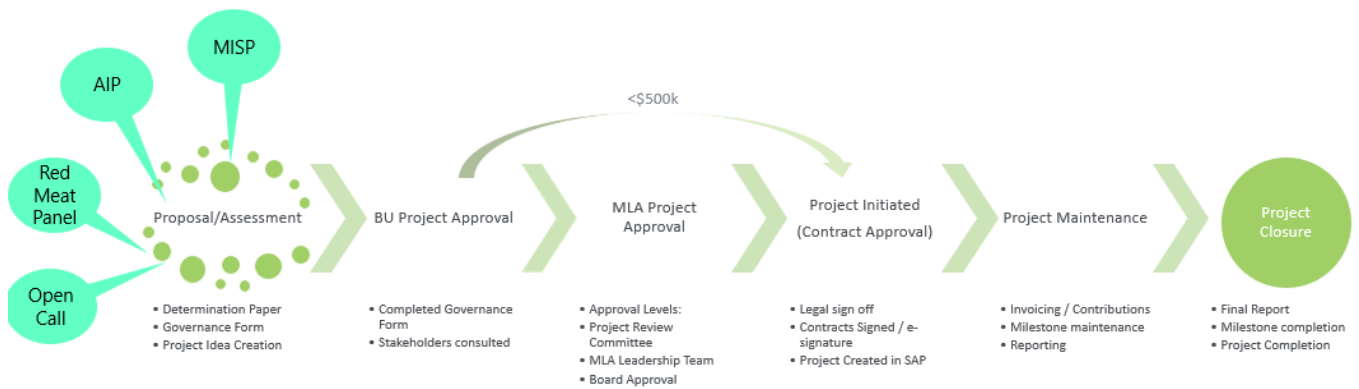 MISP
AIP
<$500k
Red
Meat
Panel
Open
Call
Proposal/Assessment
• Determination Paper
• Governance Form
• Project Idea Creation
BU Project Approval
• Completed Governance
Form
• Stakeholders consulted
MLA Project
Approval
• Approval Levels:
• Project Review
Committee
• MLA Leadership Team
• Board Approval
Project Initiated
(Contract Approval)
• Legal sign off
• Contracts Signed / e-
signature
• Project Created in SAP
Project Maintenance
• Invoicing / Contributions
• Milestone maintenance
• Reporting
Project
Closure
• Final Report
• Milestone completion
• Project Completion